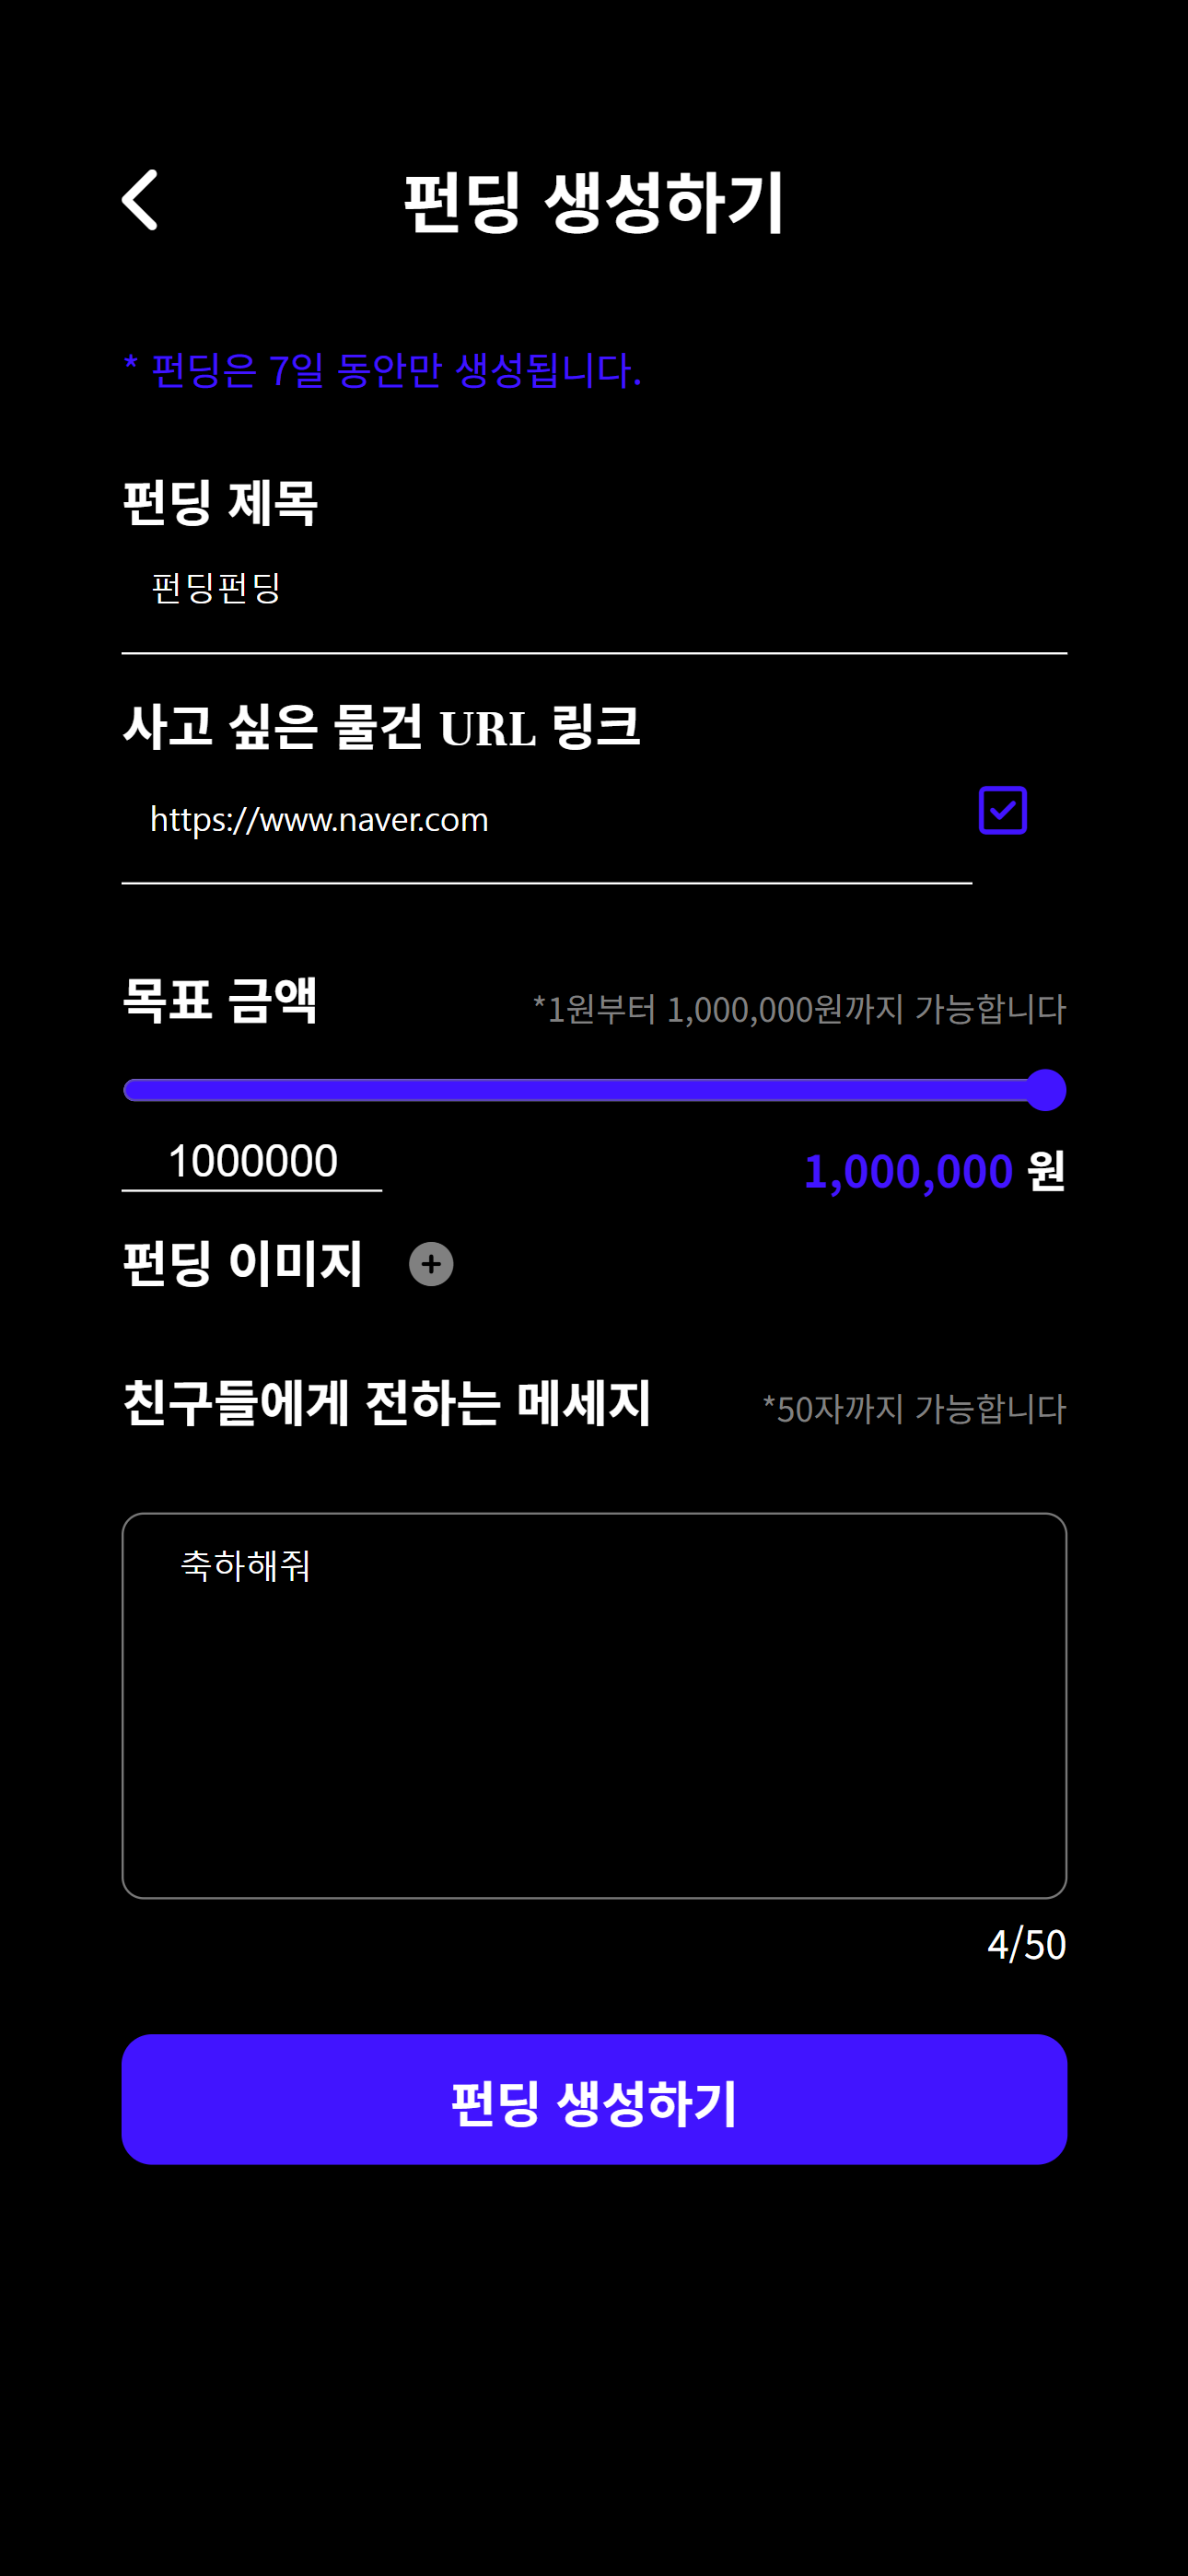 펀딩 생성하기
* 펀딩은 7일 동안만 생성됩니다.
펀딩 제목
펀딩펀딩
사고 싶은 물건 URL 링크
https://www.naver.com
목표 금액
*1원부터 1,000,000원까지 가능합니다
1000000
1,000,000 원
펀딩 이미지
친구들에게 전하는 메세지
*50자까지 가능합니다
축하해줘
4/50
펀딩 생성하기